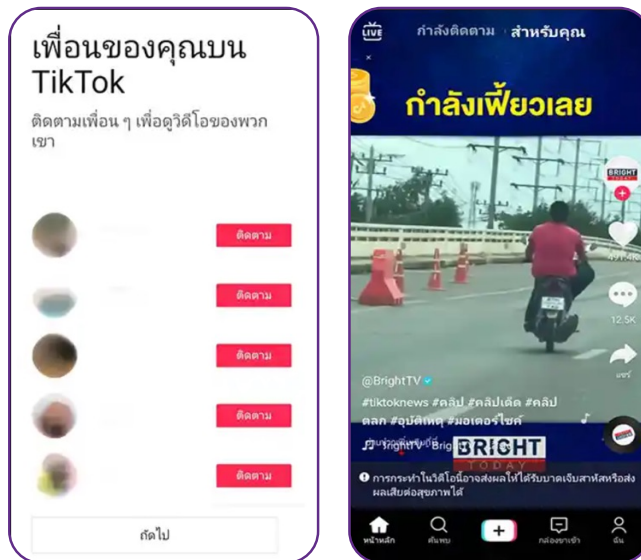 เพื่อนของคุณบน
TikTok
ติดตามเพื่อน ๆ เพื่อดูวิดีโอของพวก
เขา
ติดตาม
ติดตาม
ติดตาม
ติดตาม
ติดตาม
ถัดไป
LIVE
กำลังติดตาม สำหรับคุณ
กำลังเฟี้ยวเลย
BRIGHT
491.4K
12.5K
แชร์
@BrightTV
#tiktoknews #คลิป #คลิปเด็ด #คลิป
ตลก #อุบัติเหตุ #มอเตอร์ไซค์
BrightTV
BRIGHT
TODAY
การกระทำในวิดีโอนี้อาจส่งผลให้ได้รับบาดเจ็บสาหัสหรือส่ง
ผลเสียต่อสุขภาพได้
หน้าหลัก
ค้นพบ
กล่องขาเข้า
ฉัน